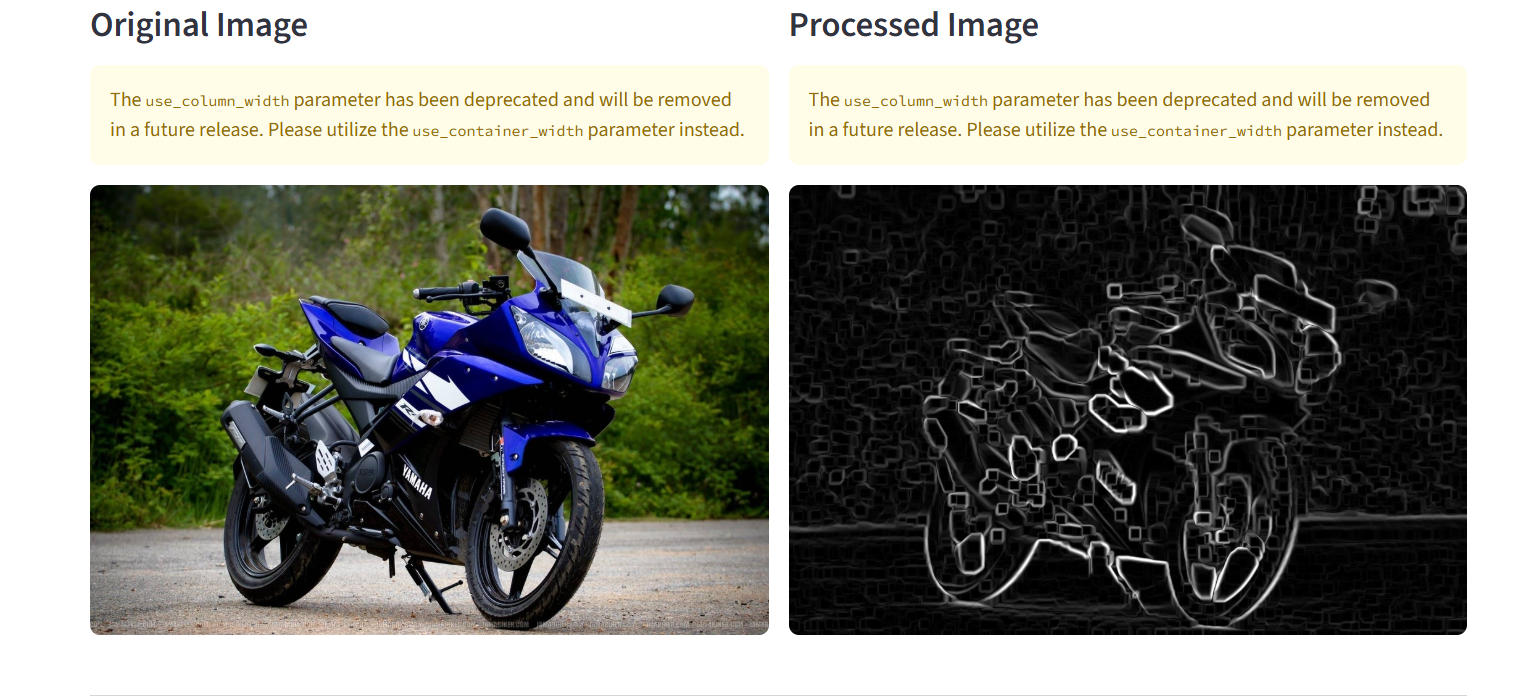 Original Image
Processed Image
The use_column_width parameter has been deprecated and will be removed
in a future release. Please utilize the use_container_width parameter instead.
The use_column_width parameter has been deprecated and will be removed
in a future release. Please utilize the use_container_width parameter instead.
YAMAHA